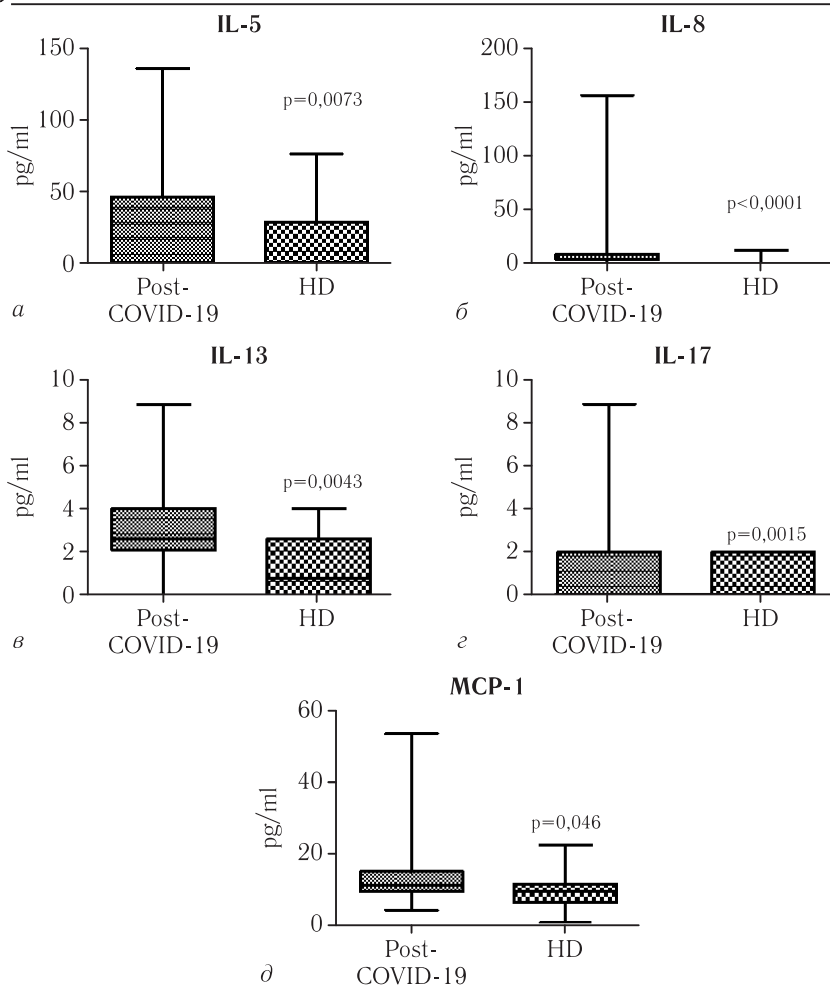 IL-5
150
100
50
0
pg/ml
p=0,0073
Post-
COVID-19
HD
а
IL-8
200
150
100
50
0
pg/ml
p<0,0001
Post-
COVID-19
HD
б
IL-13
10
8
6
4
2
0
pg/ml
p=0,0043
Post-
COVID-19
HD
в
IL-17
10
8
6
4
2
0
pg/ml
p=0,0015
Post-
COVID-19
HD
г
MCP-1
60
40
20
0
pg/ml
p=0,046
Post-
COVID-19
HD
д